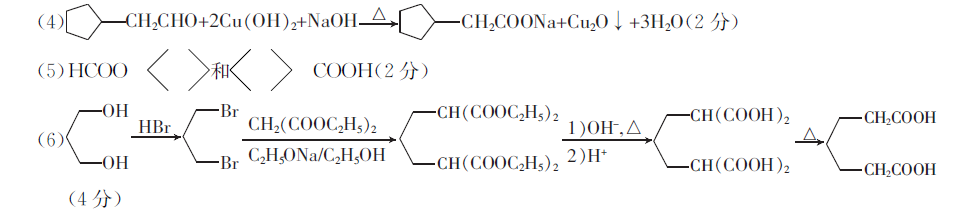 (4) —CH₂CHO+2Cu(OH)₂+NaOH △ —CH₂COONa+Cu₂O↓+3H₂O(2分)
(5)HCOO 和 COOH(2分)
(6) OH OH HBr Br Br CH₂(COOC₂H₅)₂ C₂H₅ONa/C₂H₅OH CH(COOC₂H₅)₂ CH(COOC₂H₅)₂ 1)OH⁻,△ 2)H⁺ CH(COOH)₂ CH(COOH)₂ △ CH₂COOH CH₂COOH
(4分)